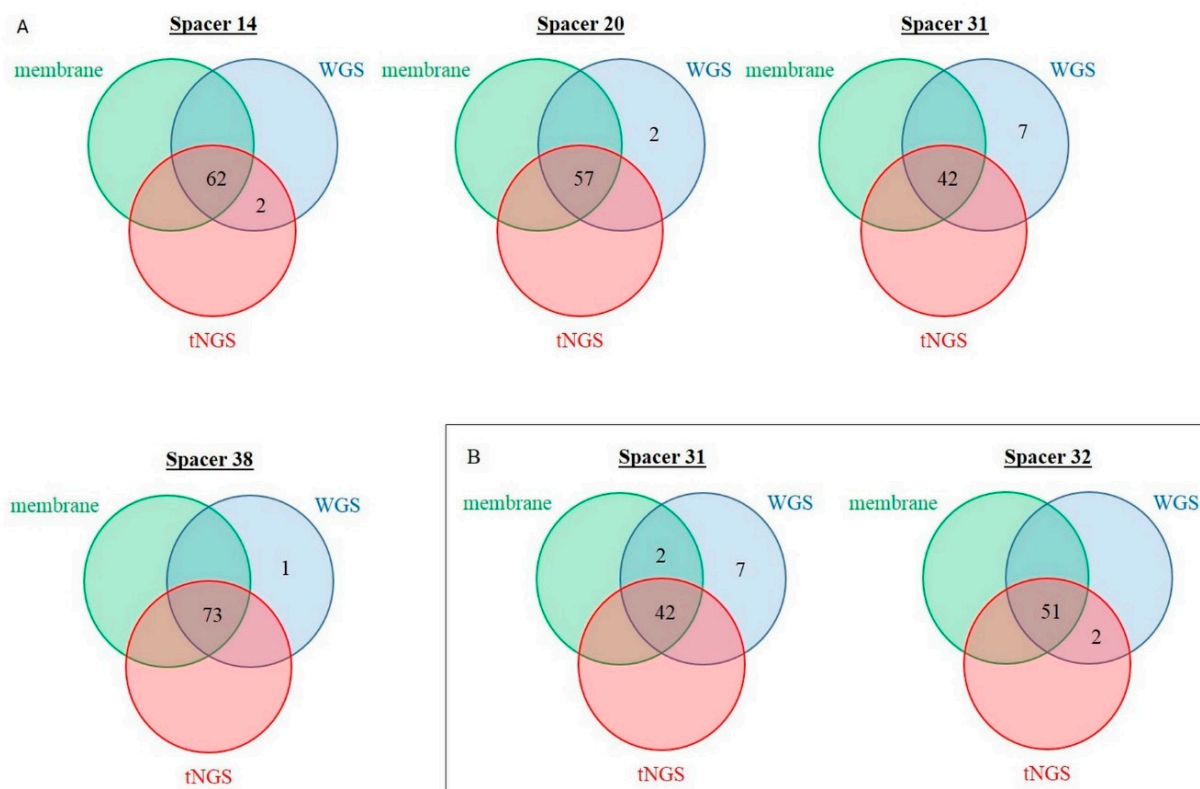 A
Spacer 14
membrane
WGS
62
2
tNGS
Spacer 20
membrane
WGS
2
57
tNGS
Spacer 31
membrane
WGS
7
42
tNGS
Spacer 38
membrane
WGS
1
73
tNGS
B
Spacer 31
membrane
WGS
2
7
42
tNGS
Spacer 32
membrane
WGS
51
2
tNGS